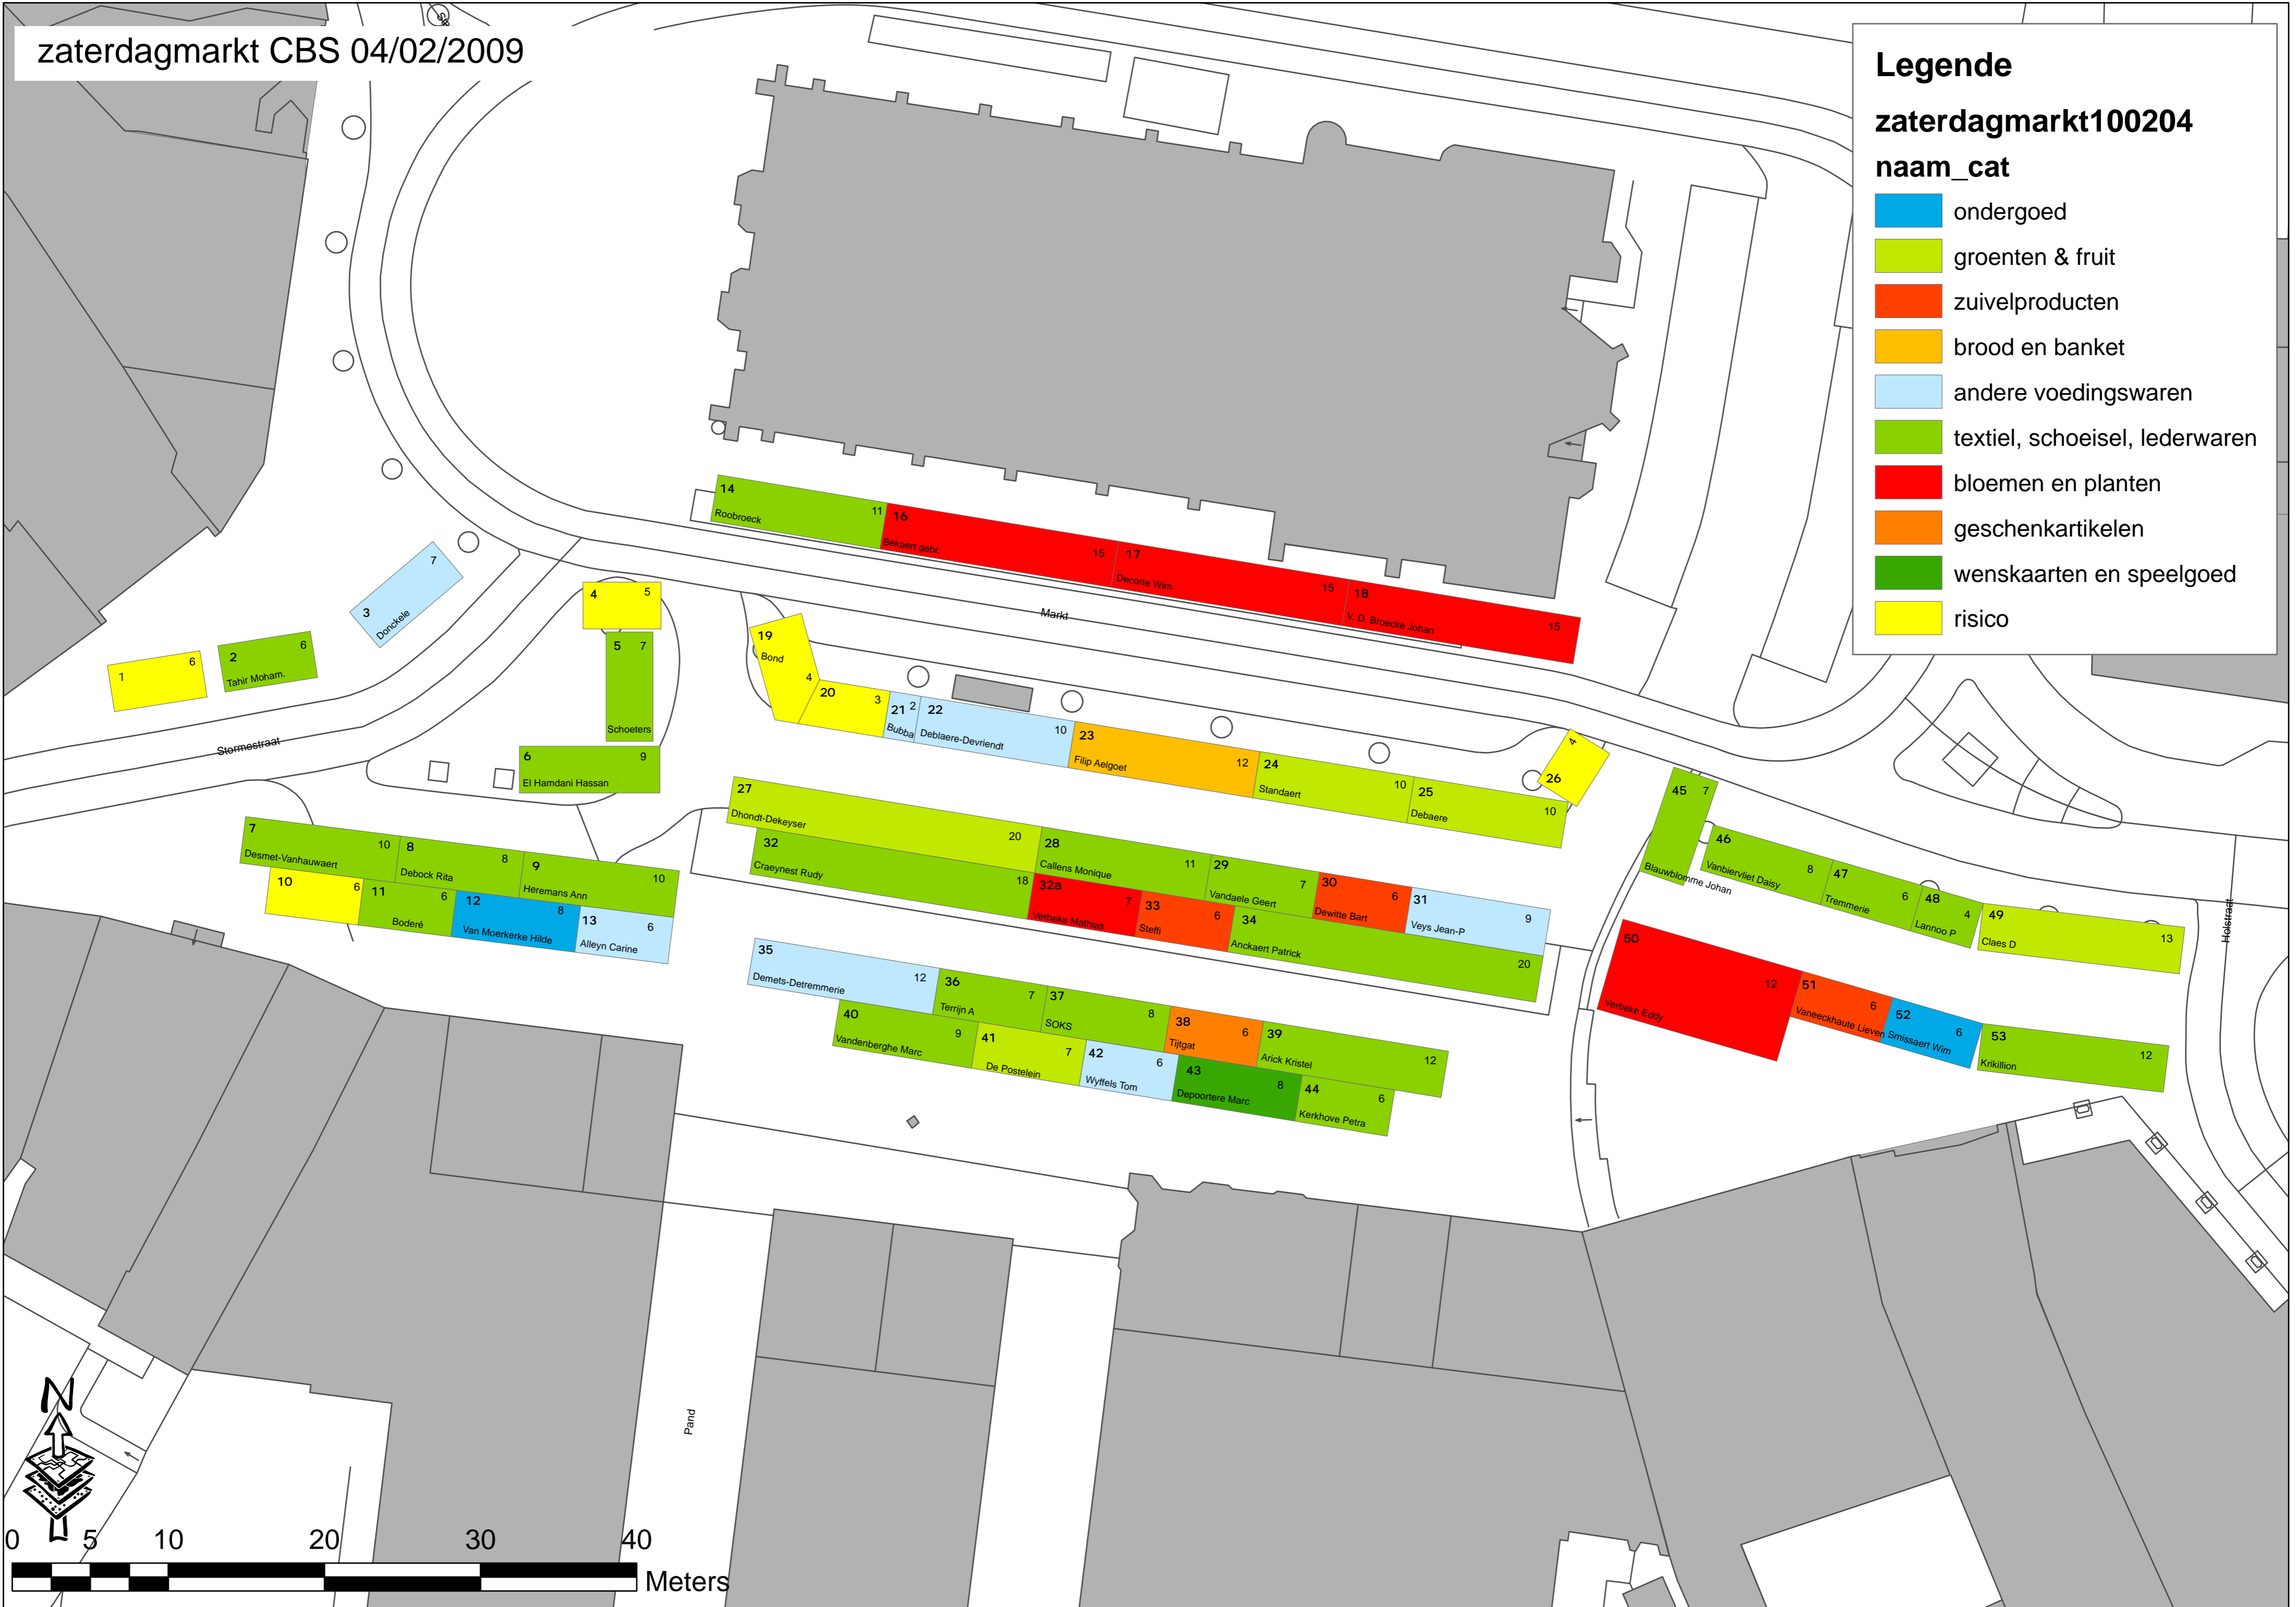 zaterdagmarkt CBS 04/02/2009
Legende
zaterdagmarkt100204
naam_cat
ondergoed
groenten & fruit
zuivelproducten
brood en banket
andere voedingswaren
textiel, schoeisel, lederwaren
bloemen en planten
geschenkartikelen
wenskaarten en speelgoed
risico
1 6
2 6
Tahir Moham.
3 7
Donckele
4 5
5 7
Schoeters
6 9
El Hamdani Hassan
Stormestraat
7 10
Desmet-Vanhauwaert
8 8
Debock Rita
9 10
Heremans Ann
10 6
11 6
Boderé
12 8
Van Moerkerke Hilde
13 6
Alleyn Carine
14 11
Roobroeck
16 15
Bekaert gebr.
17 15
Decorte Wim
18 15
V. D. Broecke Johan
Markt
19 4
Bond
20 3
21 2
Bubba
22 10
Deblaere-Devriendt
23 12
Filip Aelgoet
24 10
Standaert
25 10
Debaere
26 4
27 20
Dhondt-Dekeyser
28 11
Callens Monique
29 7
Vandaele Geert
30 6
Dewitte Bart
31 9
Veys Jean-P
32 18
Craeynest Rudy
32a 7
Verbeke Mathias
33 6
Steffi
34 20
Anckaert Patrick
35 12
Demets-Detremmerie
36 7
Terrijn A
37 8
SOKS
38 6
Tijtgat
39 12
Arick Kristel
40 9
Vandenberghe Marc
41 7
De Postelein
42 6
Wyffels Tom
43 8
Depoortere Marc
44 6
Kerkhove Petra
45 7
Blauwblomme Johan
46 8
Vanbiervliet Daisy
47 6
Tremmerie
48 4
Lannoo P
49 13
Claes D
50 12
Verbeke Eddy
51 6
Vaneeckhaute Lieven
52 6
Smissaert Wim
53 12
Krikillion
Holstraat
Pand
N
0 5 10 20 30 40
Meters